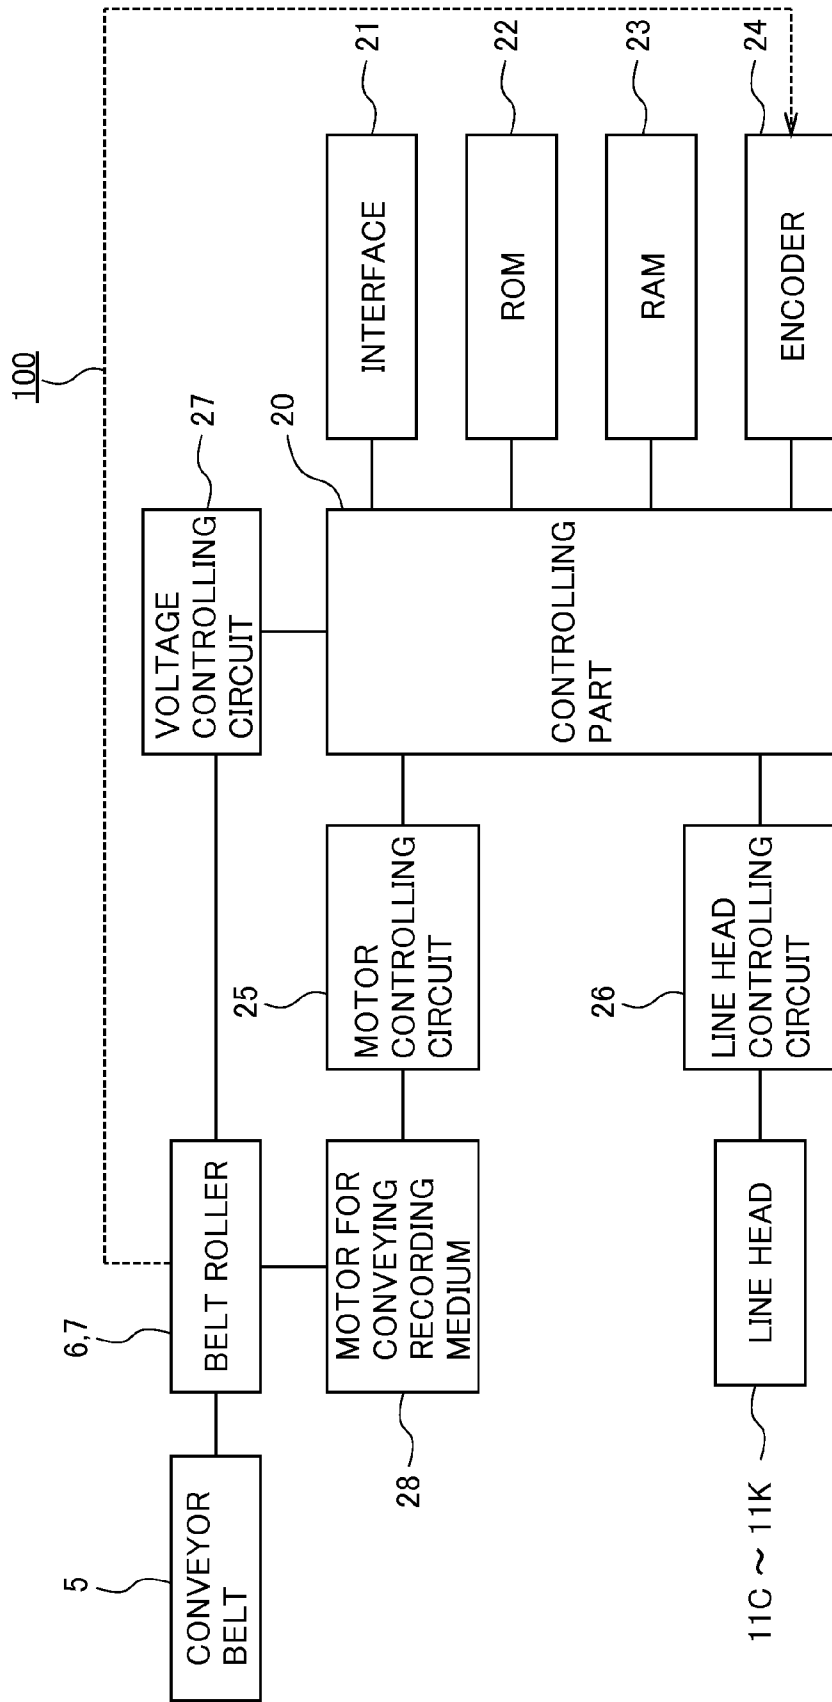 100
5
CONVEYOR
BELT
6,7
BELT ROLLER
27
VOLTAGE
CONTROLLING
CIRCUIT
28
MOTOR FOR
CONVEYING
RECORDING
MEDIUM
25
MOTOR
CONTROLLING
CIRCUIT
20
CONTROLLING
PART
21
INTERFACE
22
ROM
23
RAM
24
ENCODER
26
LINE HEAD
CONTROLLING
CIRCUIT
11C ~ 11K
LINE HEAD